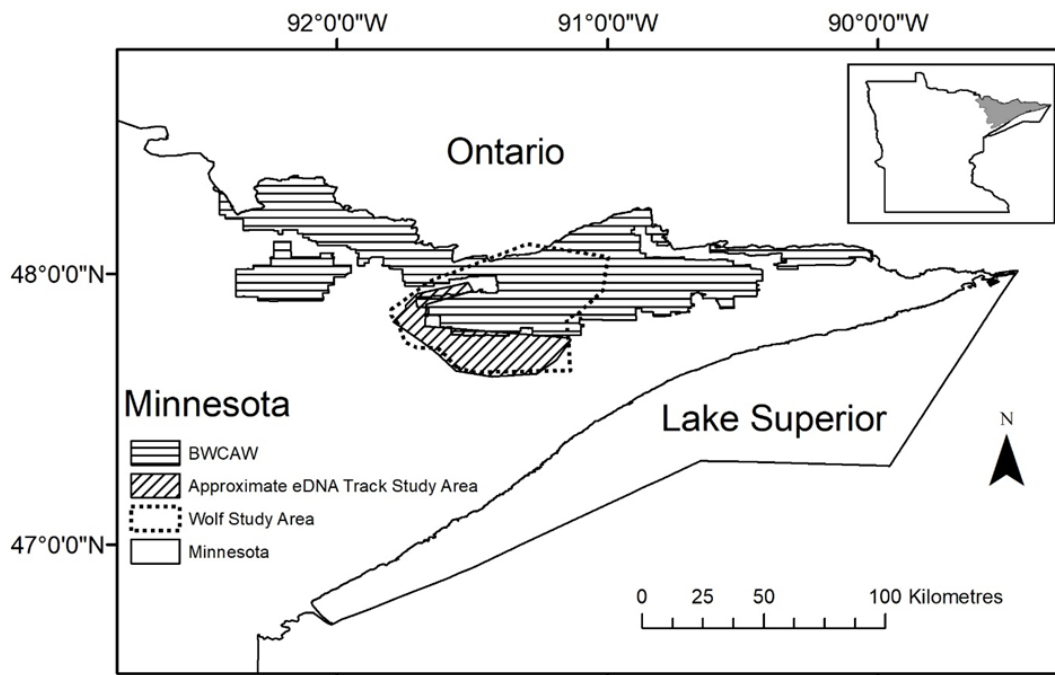 92°0'0"W 91°0'0"W 90°0'0"W
Ontario
48°0'0"N
Minnesota
Lake Superior
N
BWCAW
Approximate eDNA Track Study Area
Wolf Study Area
Minnesota
47°0'0"N
0 25 50 100 Kilometres